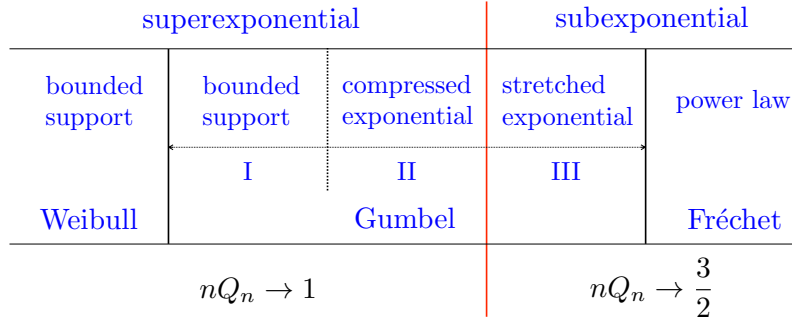 superexponential subexponential
bounded support bounded support compressed exponential stretched exponential power law
I II III
Weibull Gumbel Fréchet
nQ_n → 1 nQ_n → 3/2